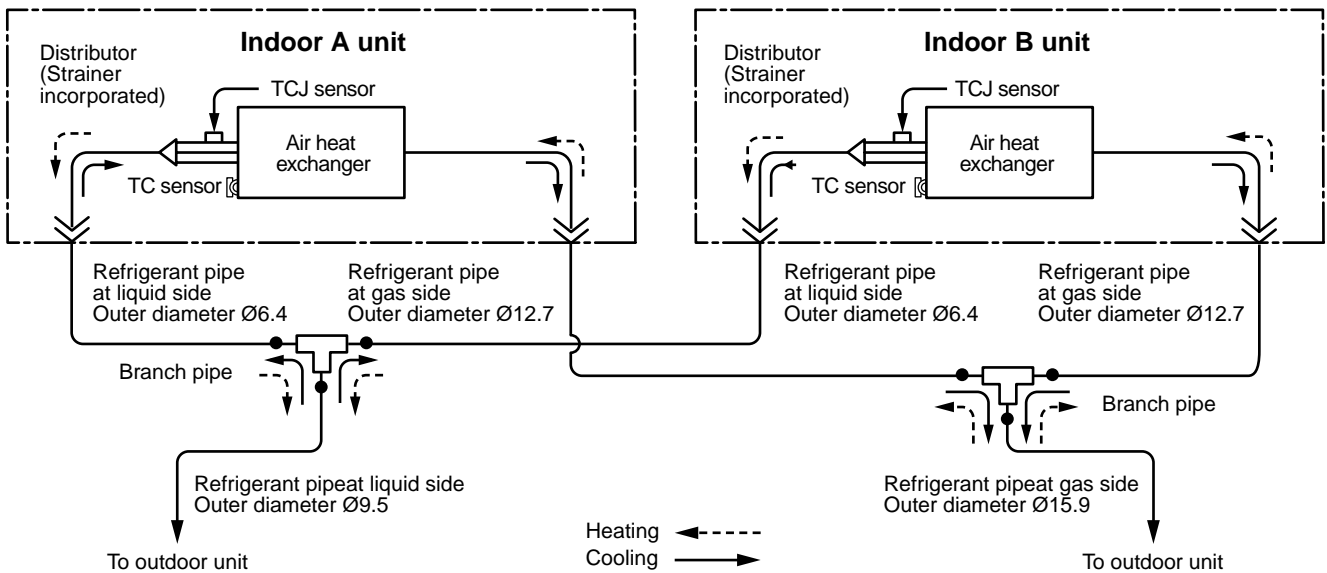 Indoor A unit
Distributor
(Strainer
incorporated)
TCJ sensor
Air heat
exchanger
TC sensor
Indoor B unit
Distributor
(Strainer
incorporated)
TCJ sensor
Air heat
exchanger
TC sensor
Refrigerant pipe
at liquid side
Outer diameter Ø6.4
Refrigerant pipe
at gas side
Outer diameter Ø12.7
Refrigerant pipe
at liquid side
Outer diameter Ø6.4
Refrigerant pipe
at gas side
Outer diameter Ø12.7
Branch pipe
Branch pipe
Refrigerant pipeat liquid side
Outer diameter Ø9.5
Refrigerant pipeat gas side
Outer diameter Ø15.9
Heating
Cooling
To outdoor unit
To outdoor unit